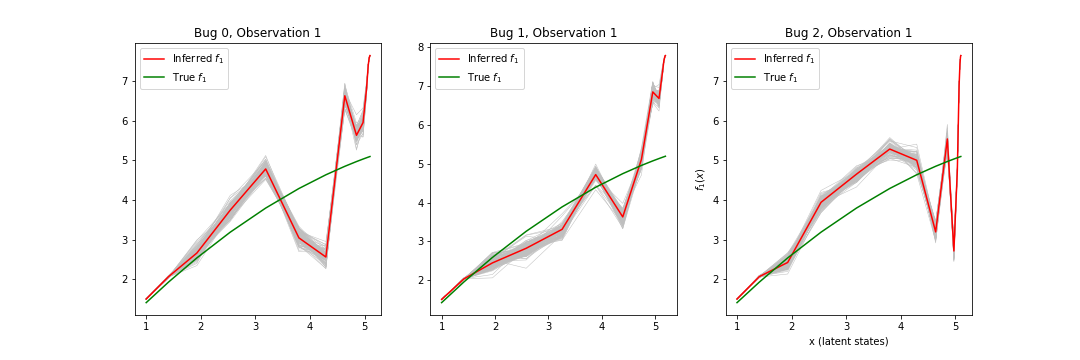 Bug 0, Observation 1
Inferred f₁
True f₁
7
6
5
4
3
2
1 2 3 4 5
Bug 1, Observation 1
Inferred f₁
True f₁
8
7
6
5
4
3
2
1 2 3 4 5
Bug 2, Observation 1
Inferred f₁
True f₁
f₁(x)
7
6
5
4
3
2
1 2 3 4 5
x (latent states)